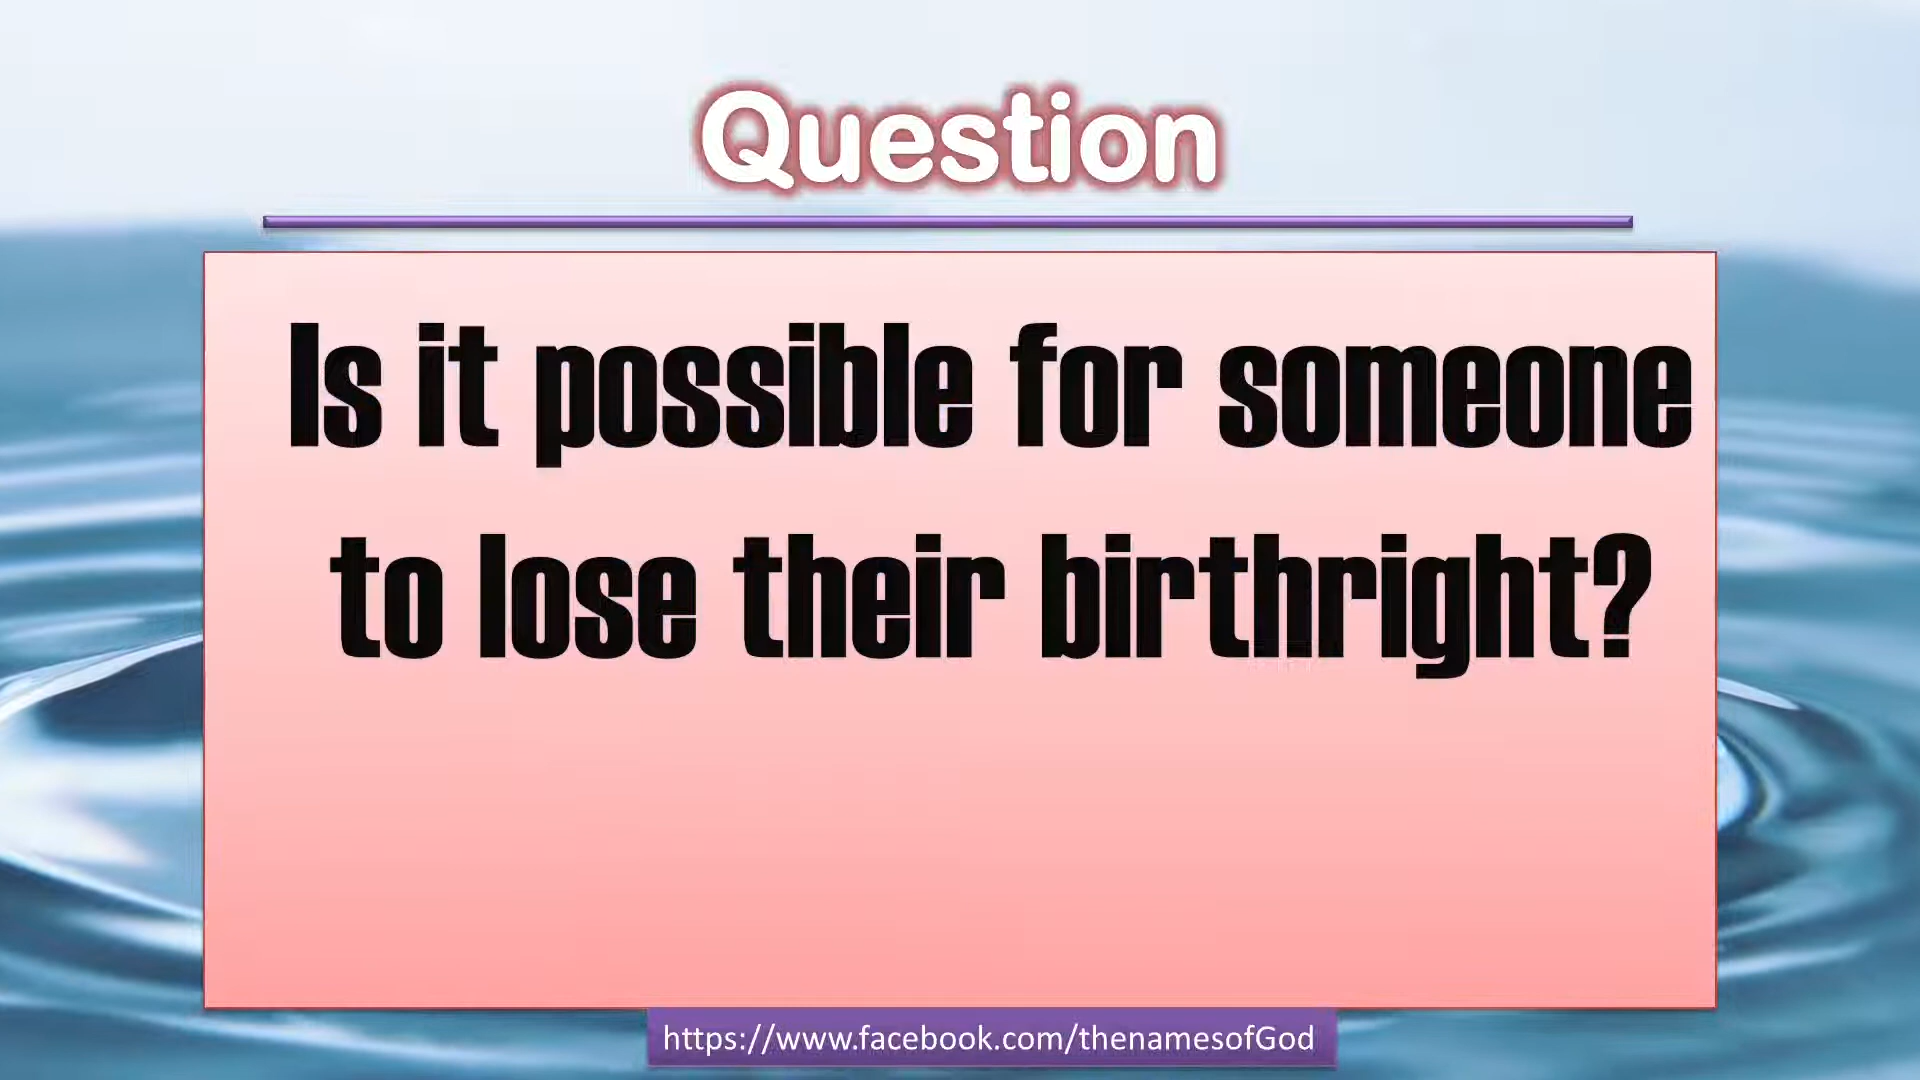 Question
Is it possible for someone
to lose their birthright?
https://www.facebook.com/thenamesofGod